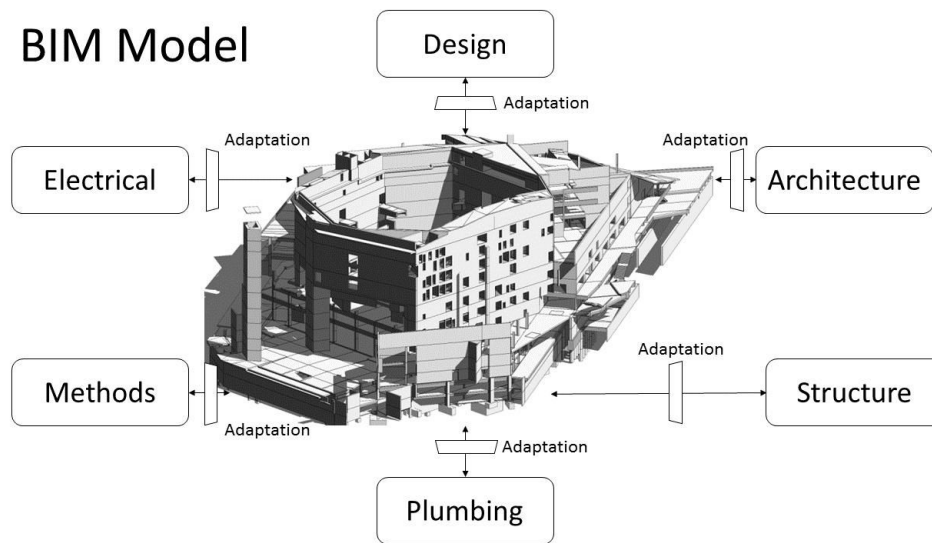 BIM Model
Design
Adaptation
Adaptation
Adaptation
Electrical
Architecture
Adaptation
Methods
Structure
Adaptation
Adaptation
Plumbing